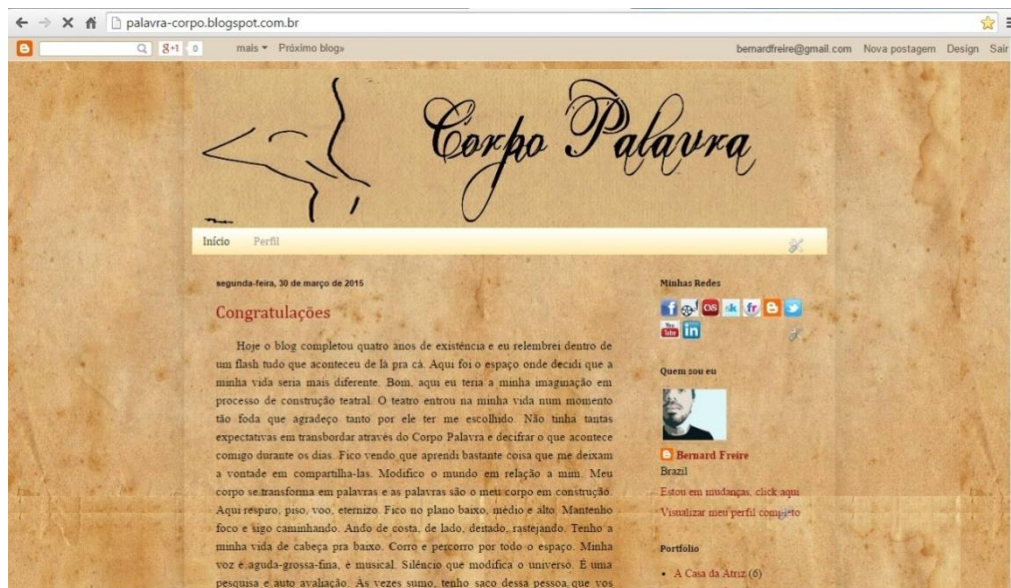 palavra-corpo.blogspot.com.br
8+1 0 mais Próximo blog» bernardfreire@gmail.com Nova postagem Design Sair
Corpo Palavra
Início Perfil
segunda-feira, 30 de março de 2015
Congratulações
Hoje o blog completou quatro anos de existência e eu relembrei dentro de
um flash tudo que aconteceu de lá pra cá. Aqui foi o espaço onde decidi que a
minha vida seria mais diferente. Bom, aqui eu teria a minha imaginação em
processo de construção teatral. O teatro entrou na minha vida num momento
tão foda que agradeço tanto por ele ter me escolhido. Não tinha tantas
expectativas em transbordar através do Corpo Palavra e decifrar o que acontece
comigo durante os dias. Fico vendo que aprendi bastante coisa que me deixam
a vontade em compartilha-las. Modifico o mundo em relação a mim. Meu
corpo se transforma em palavras e as palavras são o meu corpo em construção.
Aqui respiro, piso, voo, eternizo. Fico no plano baixo, médio e alto. Mantenho
foco e sigo caminhando. Ando de costa, de lado, deitado, rastejando. Tenho a
minha vida de cabeça pra baixo. Corro e percorro por todo o espaço. Minha
voz é aguda-grossa-fina, é musical. Silêncio que modifica o universo. É uma
pesquisa e auto avaliação. As vezes sumo, tenho saco dessa pessoa que vos
Minhas Redes
f os sk fr
You Tube in
Quem sou eu
Bernard Freire
Brazil
Estou em mudanças, click aqui
Visualizar meu perfil completo
Portfolio
A Casa da Atriz (6)